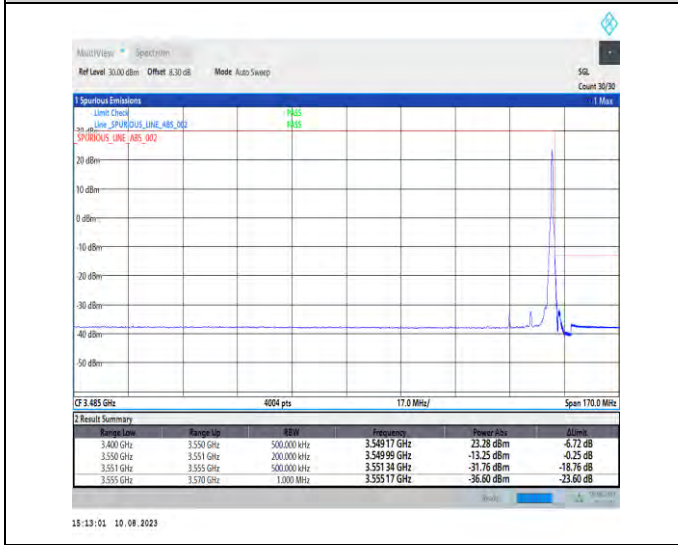 MultiView Spectrum
Ref Level 30.00 dBm Offset 8.30 dB Mode Auto Sweep SGL
Count 30/30
1 Spurious Emissions 1 Max
Limit Check PASS
Line _SPURIOUS_LINE_ABS_002 PASS
30 dBm
_SPURIOUS_LINE_ABS_002
20 dBm
10 dBm
0 dBm
-10 dBm
-20 dBm
-30 dBm
-40 dBm
-50 dBm
CF 3.485 GHz 4004 pts 17.0 MHz/ Span 170.0 MHz
2 Result Summary
Range Low Range Up RBW Frequency Power Abs ΔLimit
3.400 GHz 3.550 GHz 500.000 kHz 3.549 17 GHz 23.28 dBm -6.72 dB
3.550 GHz 3.551 GHz 200.000 kHz 3.549 99 GHz -13.25 dBm -0.25 dB
3.551 GHz 3.555 GHz 500.000 kHz 3.551 34 GHz -31.76 dBm -18.76 dB
3.555 GHz 3.570 GHz 1.000 MHz 3.555 17 GHz -36.60 dBm -23.60 dB
15:13:01 10.08.2023